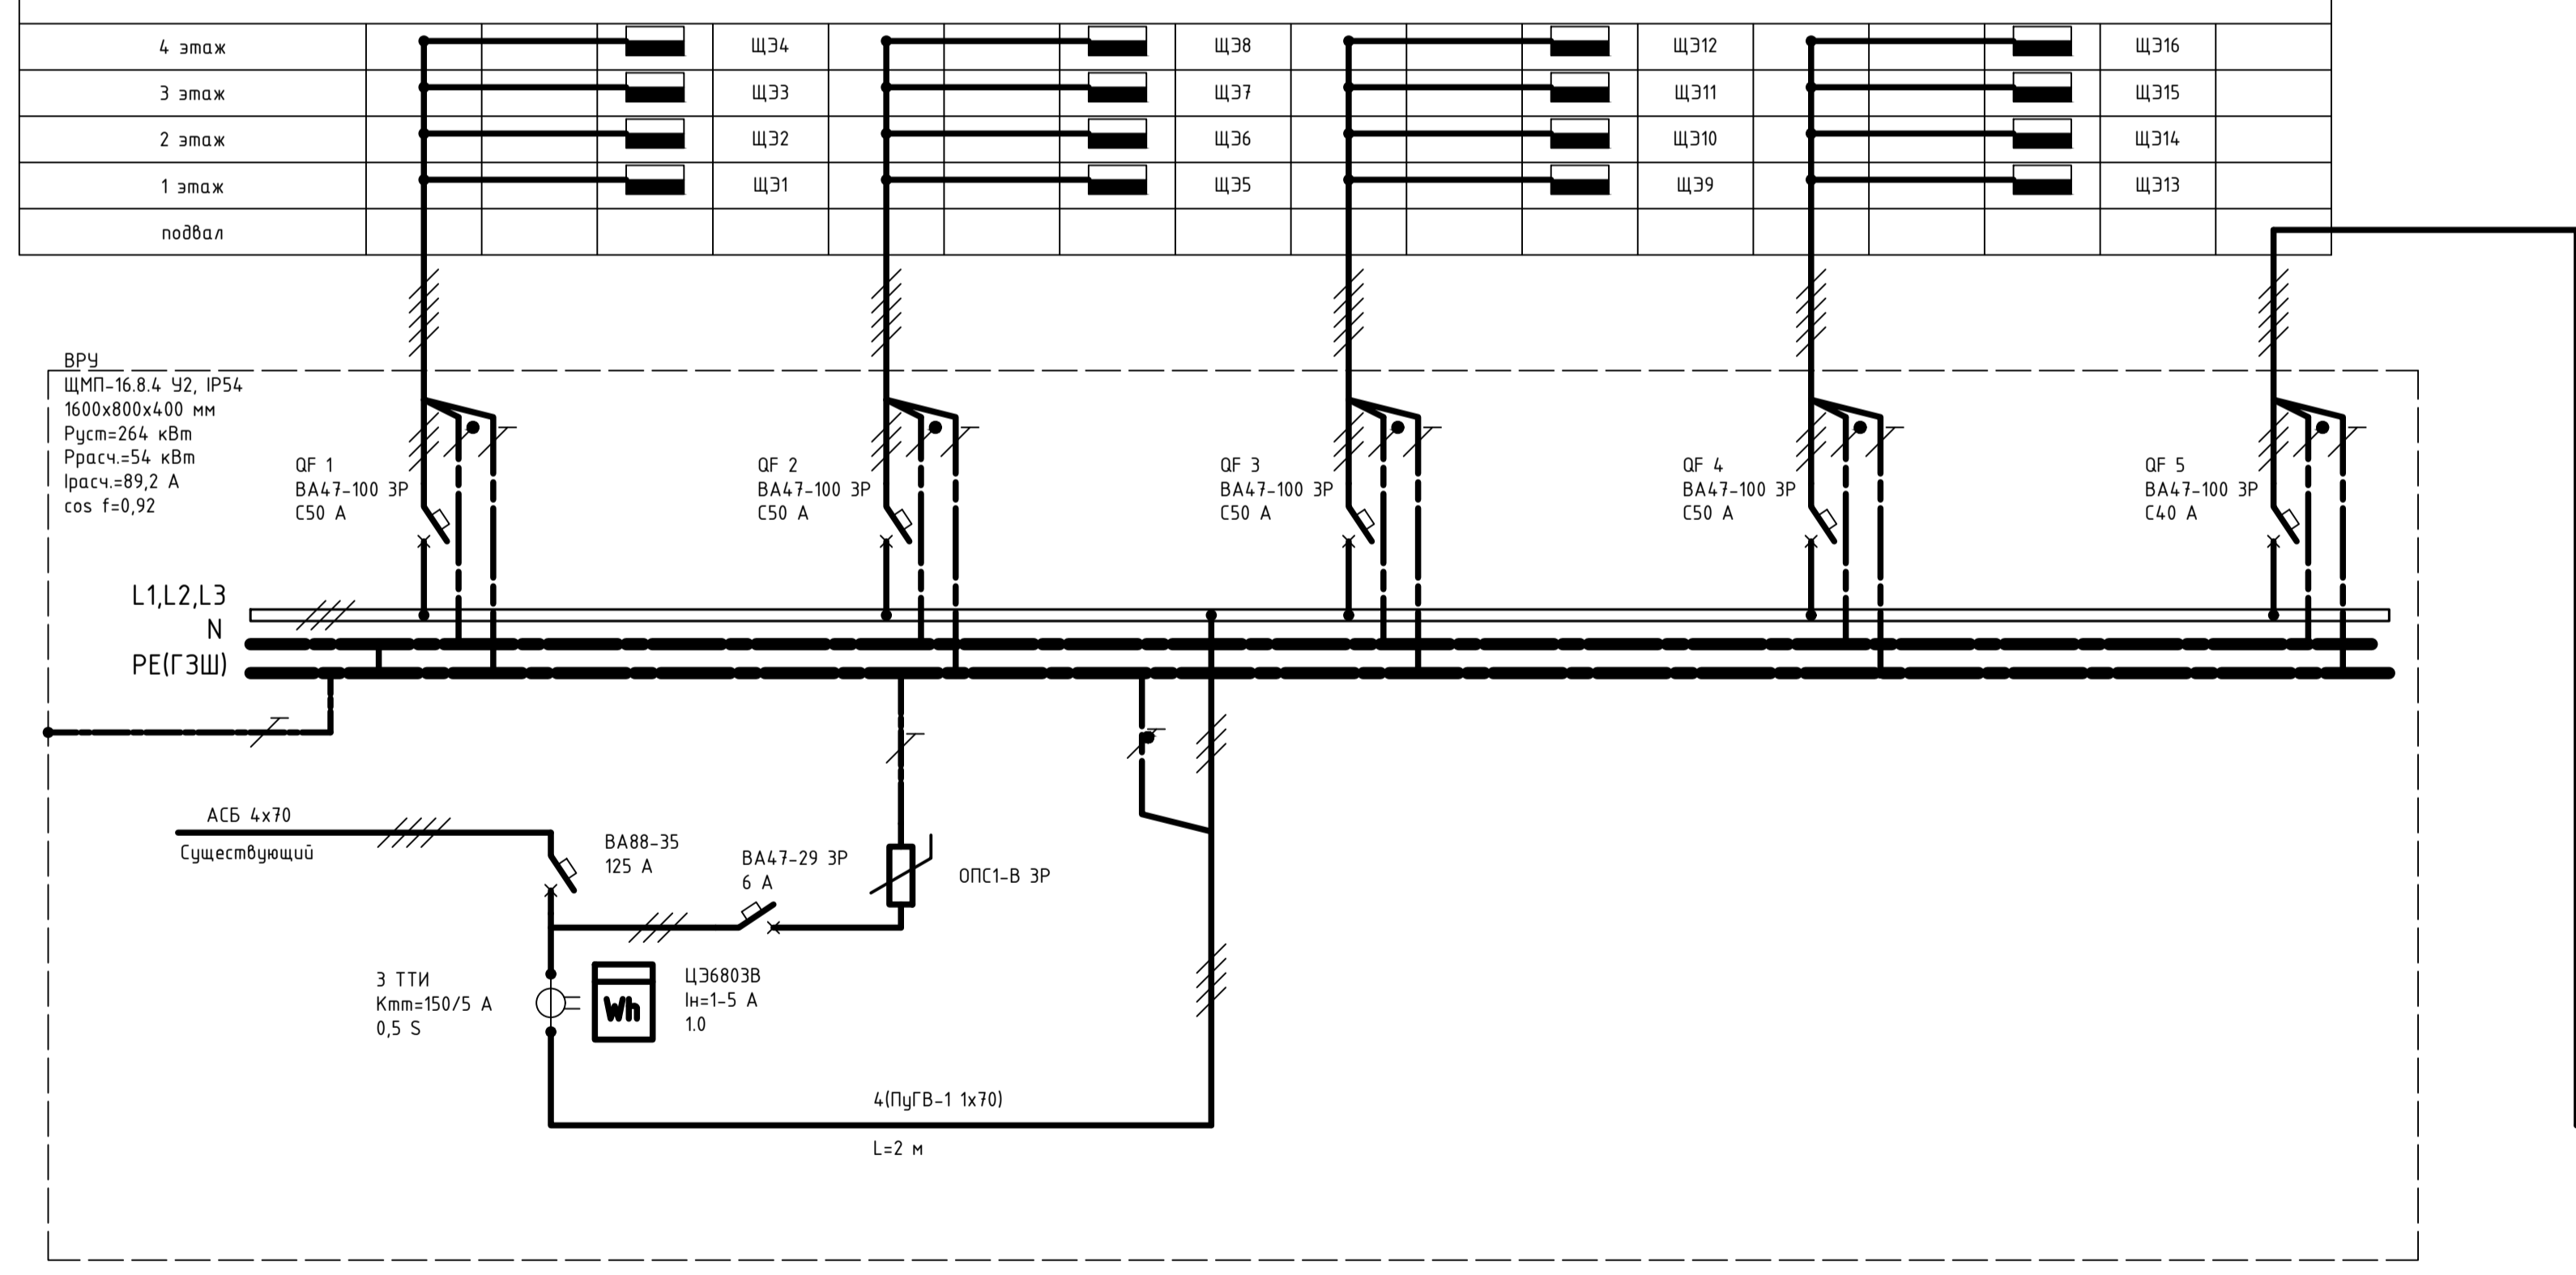 4 этаж ЩЭ4 ЩЭ8 ЩЭ12 ЩЭ16
3 этаж ЩЭ3 ЩЭ7 ЩЭ11 ЩЭ15
2 этаж ЩЭ2 ЩЭ6 ЩЭ10 ЩЭ14
1 этаж ЩЭ1 ЩЭ5 ЩЭ9 ЩЭ13
подвал
ВРУ
ЩМП-16.8.4 У2, IP54
1600х800х400 мм
Руст=264 кВт
Ррасч.=54 кВт
Iрасч.=89,2 А
cos f=0,92
QF 1
ВА47-100 3Р
С50 А
QF 2
ВА47-100 3Р
С50 А
QF 3
ВА47-100 3Р
С50 А
QF 4
ВА47-100 3Р
С50 А
QF 5
ВА47-100 3Р
С40 А
L1,L2,L3
N
PE(ГЗШ)
АСБ 4х70
Существующий
ВА88-35
125 А
ВА47-29 3Р
6 А
ОПС1-В 3Р
3 ТТИ
Ктт=150/5 А
0,5 S
Wh
ЦЭ6803В
Iн=1-5 А
1.0
4(ПуГВ-1 1х70)
L=2 м